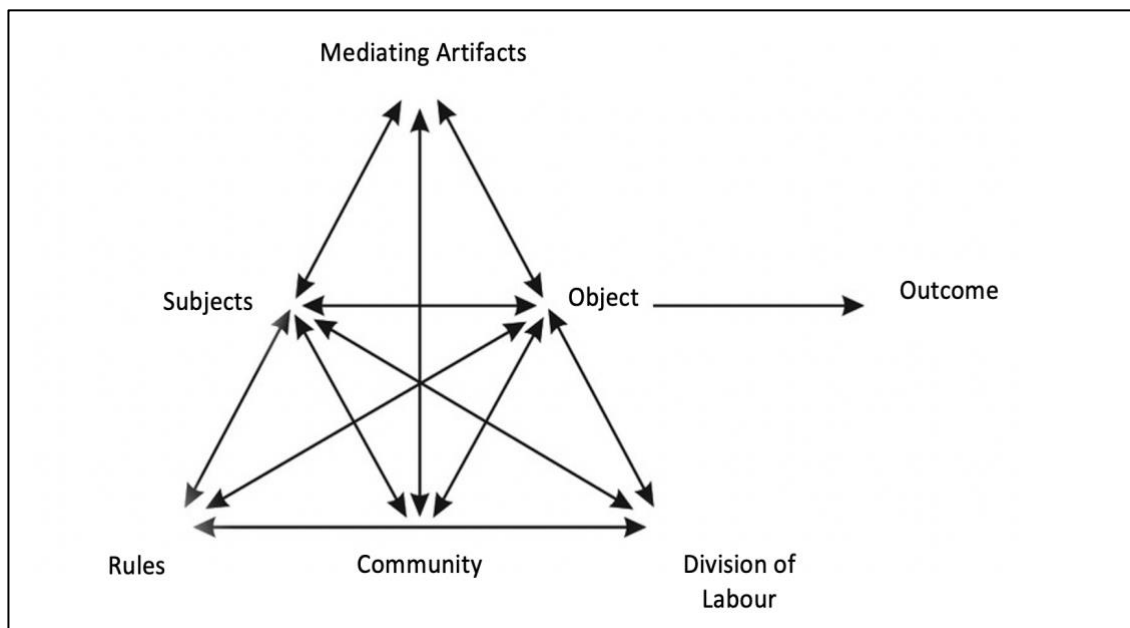 Mediating Artifacts
Subjects
Object
Outcome
Rules
Community
Division of
Labour